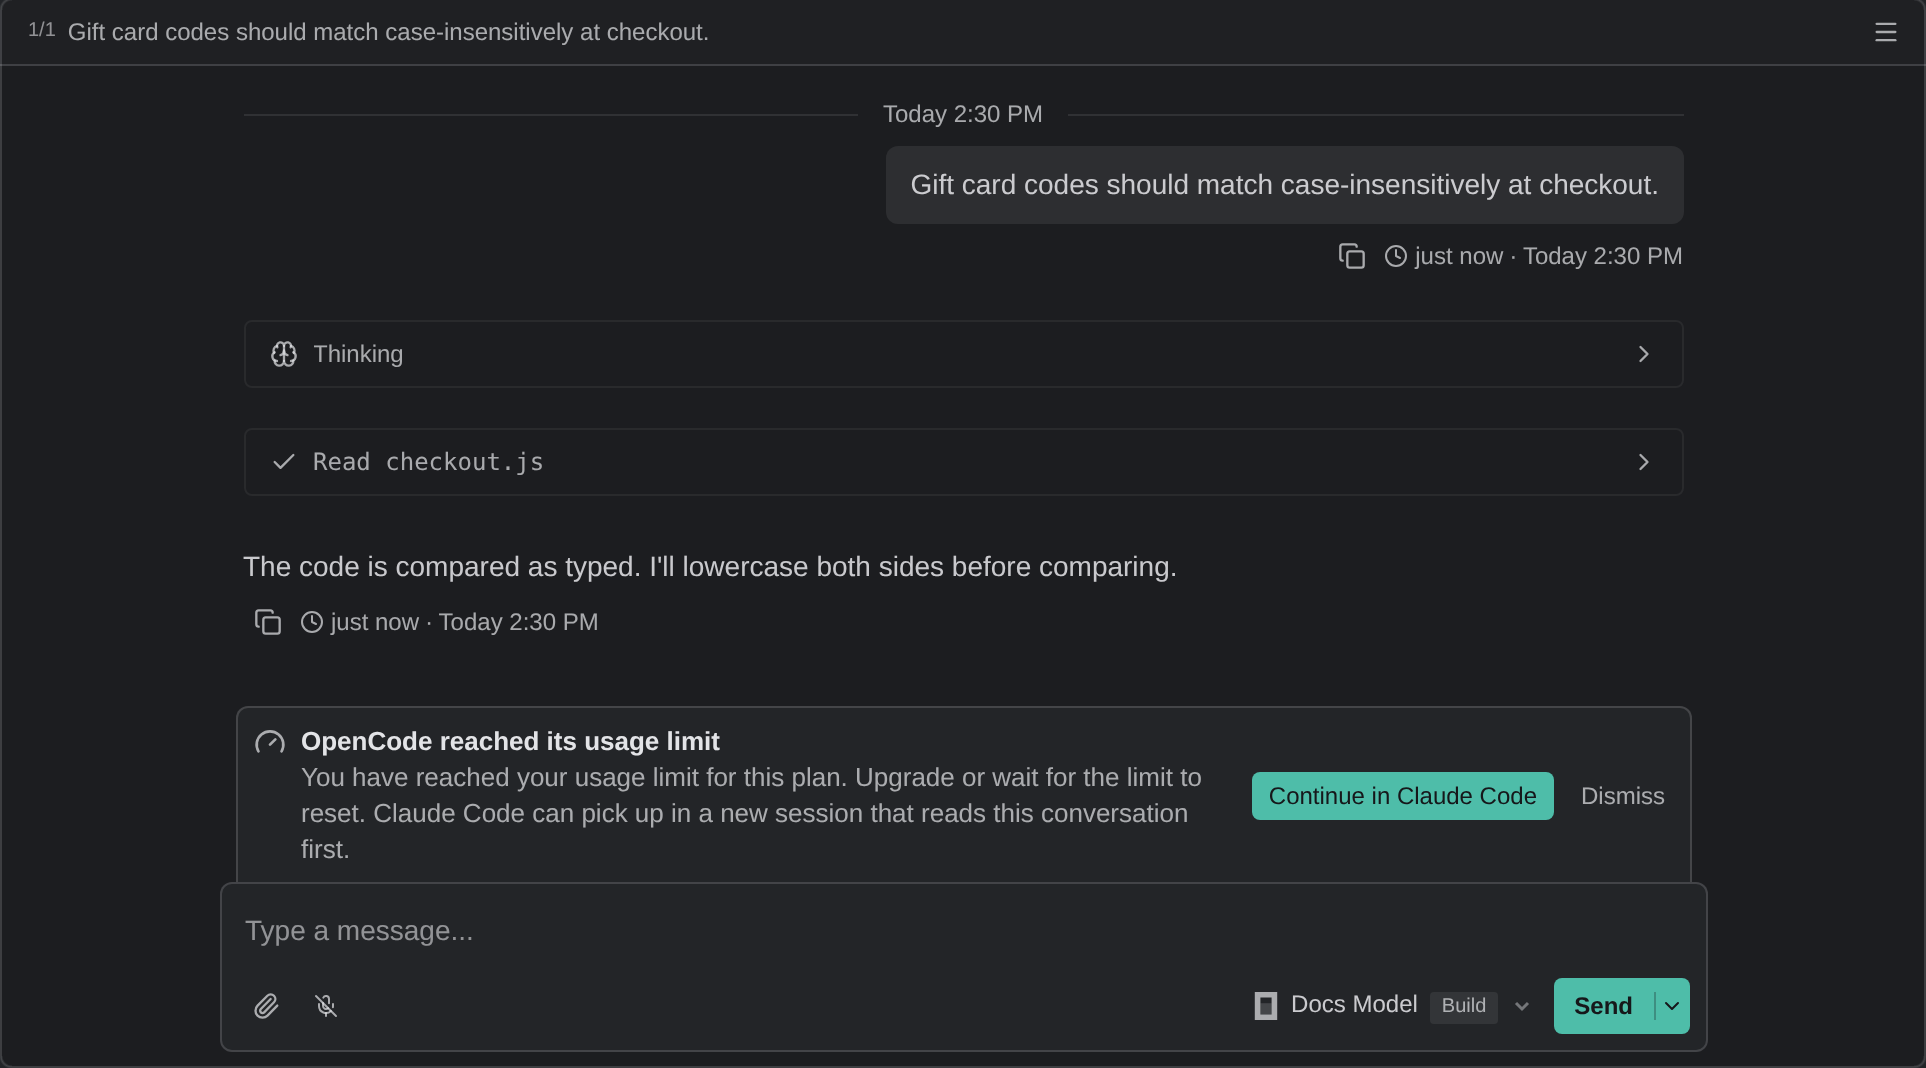 1/1 Gift card codes should match case-insensitively at checkout.
Today 2:30 PM
Gift card codes should match case-insensitively at checkout.
just now · Today 2:30 PM
Thinking
Read checkout.js
The code is compared as typed. I'll lowercase both sides before comparing.
just now · Today 2:30 PM
OpenCode reached its usage limit
You have reached your usage limit for this plan. Upgrade or wait for the limit to
reset. Claude Code can pick up in a new session that reads this conversation
first.
Continue in Claude Code
Dismiss
Type a message...
Docs Model Build
Send